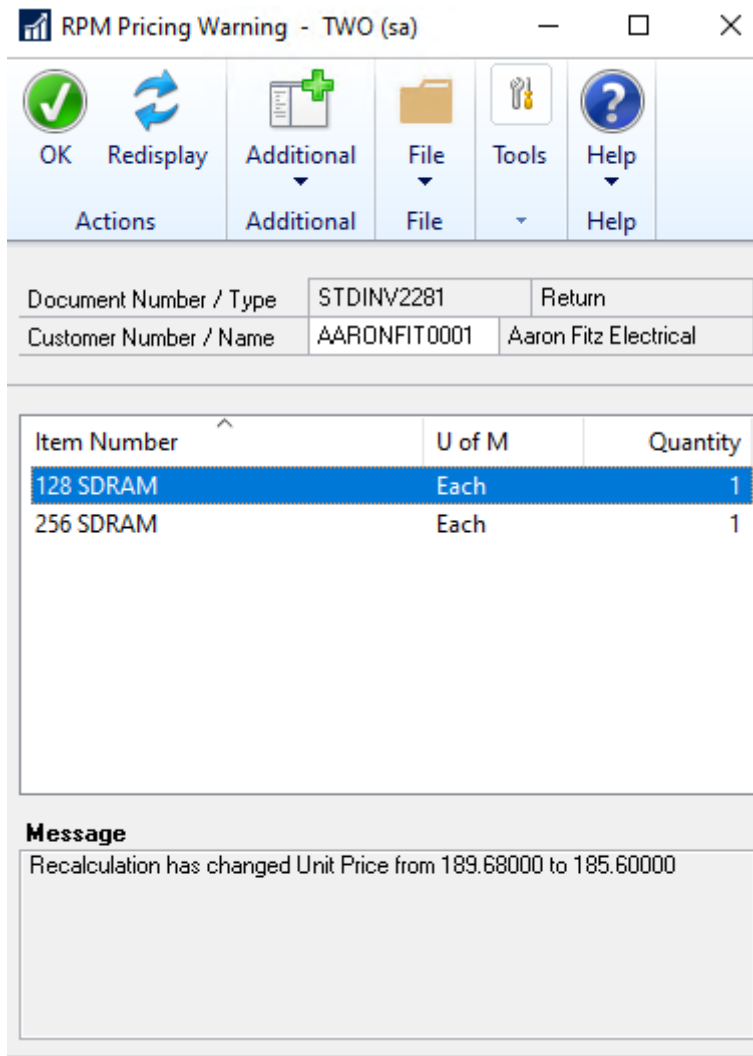 RPM Pricing Warning - TWO (sa)
OK Redisplay Additional File Tools Help
Actions Additional File Help
Document Number / Type STDINV2281 Return
Customer Number / Name AARONFIT0001 Aaron Fitz Electrical
Item Number U of M Quantity
128 SDRAM Each 1
256 SDRAM Each 1
Message
Recalculation has changed Unit Price from 189.68000 to 185.60000